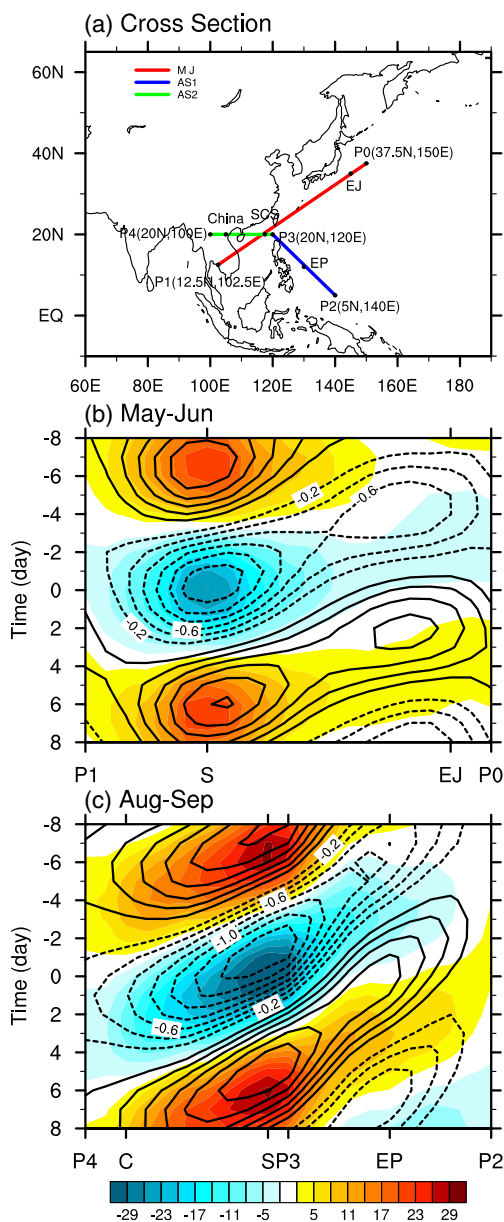 (a) Cross Section
60N
40N
20N
EQ
M J
AS1
AS2
P0(37.5N,150E)
EJ
China
SCS
P4(20N,100E)
P3(20N,120E)
EP
P1(12.5N,102.5E)
P2(5N,140E)
60E 80E 100E 120E 140E 160E 180
(b) May-Jun
Time (day)
-8
-6
-4
-2
0
2
4
6
8
-0.2
-0.6
-0.2
-0.6
P1 S EJ P0
(c) Aug-Sep
Time (day)
-8
-6
-4
-2
0
2
4
6
8
-0.2
-0.6
-1.0
-0.2
-0.6
P4 C SP3 EP P2
-29 -23 -17 -11 -5 5 11 17 23 29